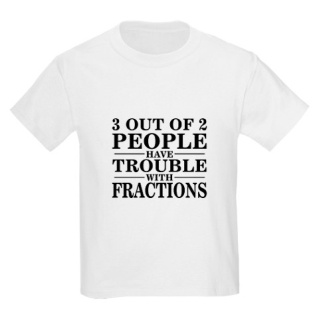 3 OUT OF 2
PEOPLE
HAVE
TROUBLE
WITH
FRACTIONS